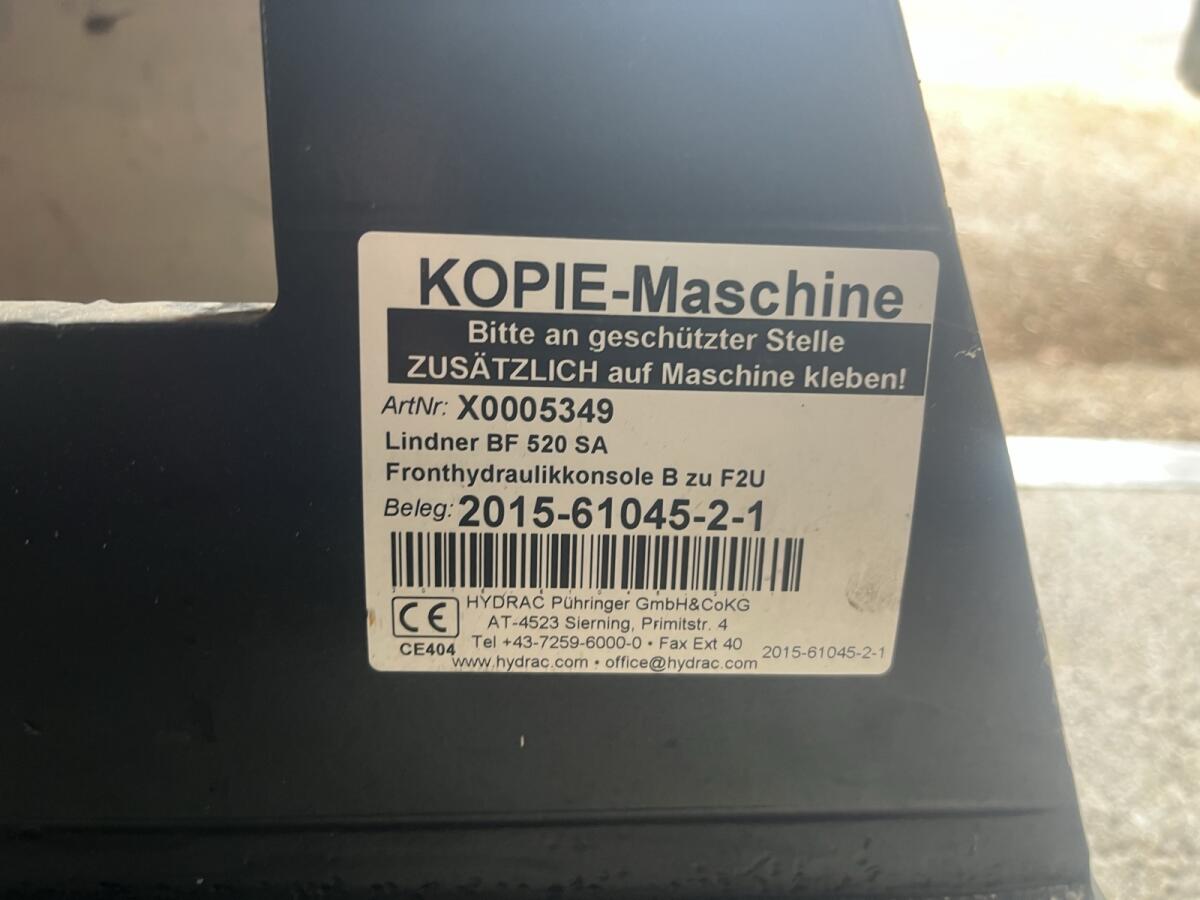 KOPIE-Maschine
Bitte an geschützter Stelle
ZUSÄTZLICH auf Maschine kleben!
ArtNr: X0005349
Lindner BF 520 SA
Fronthydraulikkonsole B zu F2U
Beleg: 2015-61045-2-1
CE HYDRAC Pühringer GmbH&CoKG
AT-4523 Sierning, Primitstr. 4
CE404 Tel +43-7259-6000-0 • Fax Ext 40 2015-61045-2-1
www.hydrac.com • office@hydrac.com